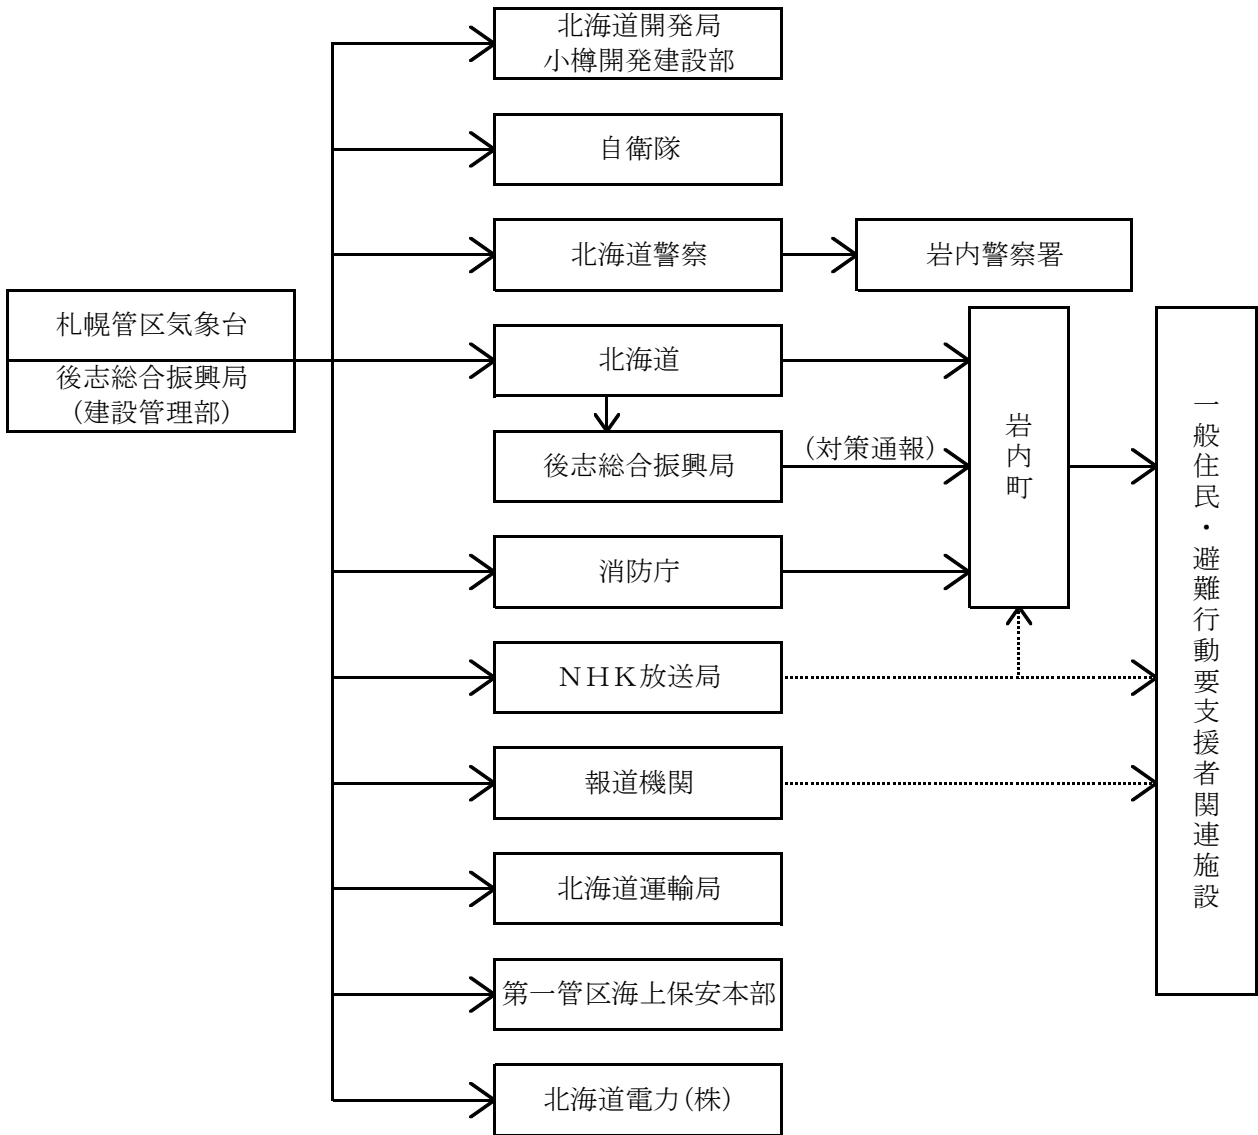 北海道開発局
小樽開発建設部
自衛隊
北海道警察
岩内警察署
札幌管区気象台
後志総合振興局
(建設管理部)
北海道
後志総合振興局
(対策通報)
岩内町
一般住民・避難行動要支援者関連施設
消防庁
ＮＨＫ放送局
報道機関
北海道運輸局
第一管区海上保安本部
北海道電力(株)